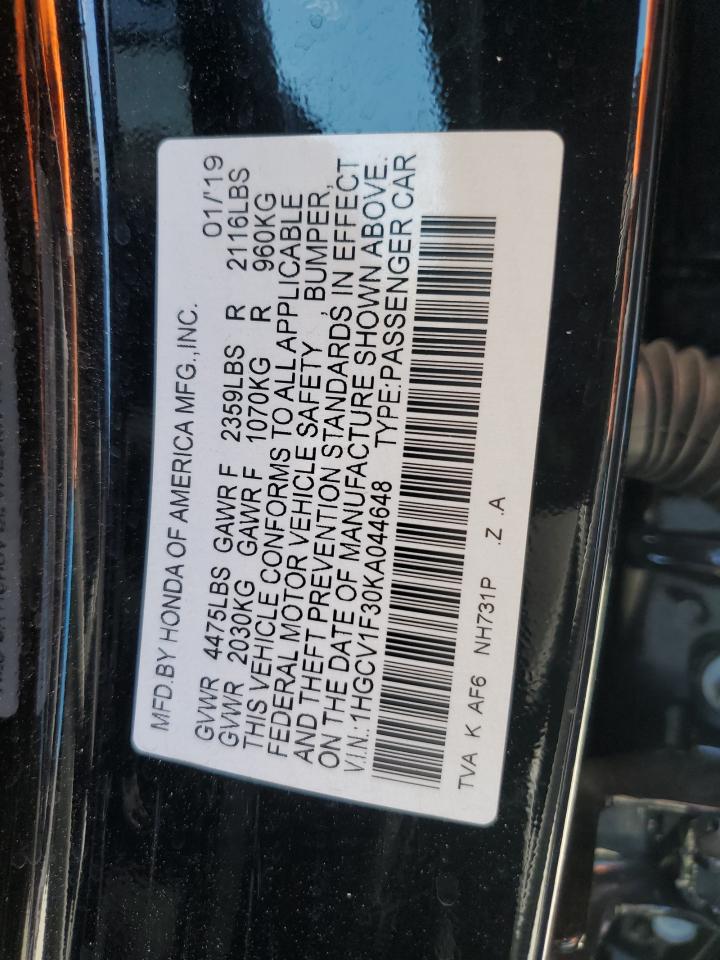 MFD.BY HONDA OF AMERICA MFG.,INC. 01/'19
GVWR 4475LBS GAWR F 2359LBS R 2116LBS
GVWR 2030KG GAWR F 1070KG R 960KG
THIS VEHICLE CONFORMS TO ALL APPLICABLE
FEDERAL MOTOR VEHICLE SAFETY , BUMPER,
AND THEFT PREVENTION STANDARDS IN EFFECT
ON THE DATE OF MANUFACTURE SHOWN ABOVE.
V.I.N.:1HGCV1F30KA044648 TYPE:PASSENGER CAR
TVA K AF6 NH731P .Z .A